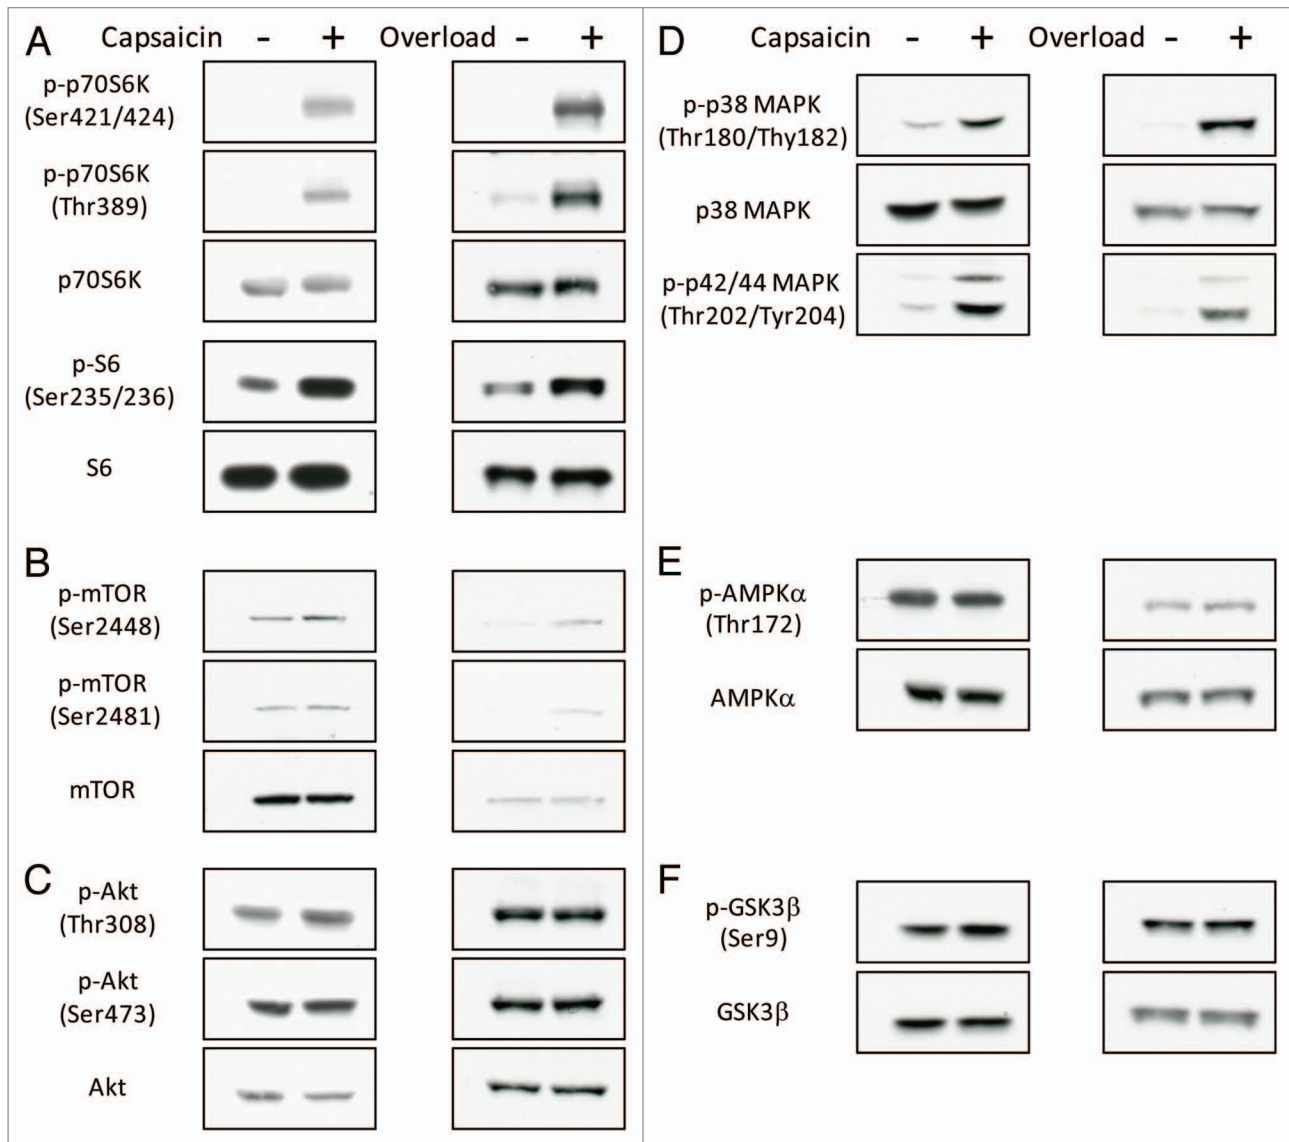 A Capsaicin - + Overload - +
p-p70S6K
(Ser421/424)
p-p70S6K
(Thr389)
p70S6K
p-S6
(Ser235/236)
S6
B
p-mTOR
(Ser2448)
p-mTOR
(Ser2481)
mTOR
C
p-Akt
(Thr308)
p-Akt
(Ser473)
Akt
D Capsaicin - + Overload - +
p-p38 MAPK
(Thr180/Thy182)
p38 MAPK
p-p42/44 MAPK
(Thr202/Tyr204)
E
p-AMPKα
(Thr172)
AMPKα
F
p-GSK3β
(Ser9)
GSK3β